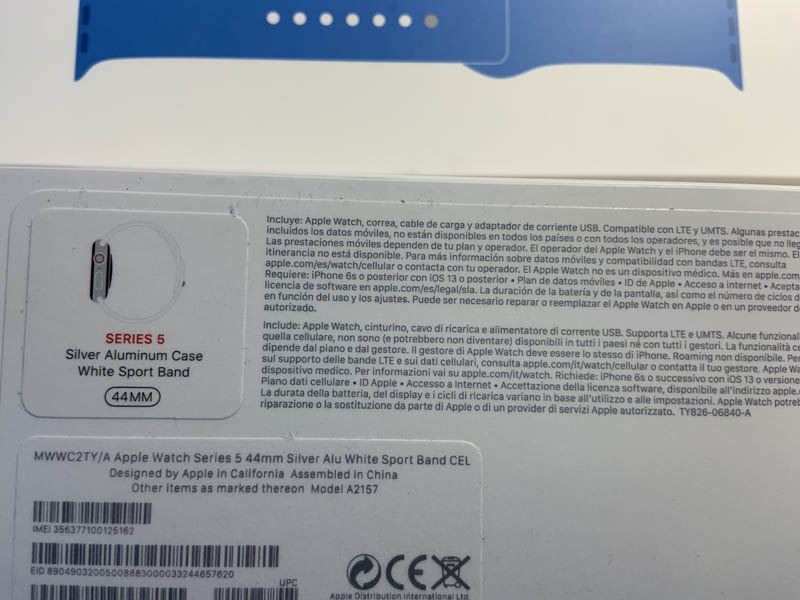 SERIES 5
Silver Aluminum Case
White Sport Band
44MM
Incluye: Apple Watch, correa, cable de carga y adaptador de corriente USB. Compatible con LTE y UMTS. Algunas prestac
incluidos los datos móviles, no están disponibles en todos los países o con todos los operadores, y es posible que no lleg
Las prestaciones móviles dependen de tu plan y operador. El operador del Apple Watch y el iPhone debe ser el mismo. El
itinerancia no está disponible. Para más información sobre datos móviles y compatibilidad con bandas LTE, consulta
apple.com/es/watch/cellular o contacta con tu operador. El Apple Watch no es un dispositivo médico. Más en apple.com
Requiere: iPhone 6s o posterior con iOS 13 o posterior • Plan de datos móviles • ID de Apple • Acceso a internet • Acepta
licencia de software en apple.com/es/legal/sla. La duración de la batería y de la pantalla, así como el número de ciclos d
en función del uso y los ajustes. Puede ser necesario reparar o reemplazar el Apple Watch en Apple o en un proveedor d
autorizado.
Include: Apple Watch, cinturino, cavo di ricarica e alimentatore di corrente USB. Supporta LTE e UMTS. Alcune funzional
quella cellulare, non sono (e potrebbero non diventare) disponibili in tutti i paesi né con tutti i gestori. La funzionalità ce
dipende dal piano e dal gestore. Il gestore di Apple Watch deve essere lo stesso di iPhone. Roaming non disponibile. Per
sul supporto delle bande LTE e sui dati cellulari, consulta apple.com/it/watch/cellular o contatta il tuo gestore. Apple Wa
dispositivo medico. Per informazioni vai su apple.com/it/watch. Richiede: iPhone 6s o successivo con iOS 13 o versione
Piano dati cellulare • ID Apple • Accesso a Internet • Accettazione della licenza software, disponibile all'indirizzo apple.c
La durata della batteria, del display e i cicli di ricarica variano in base all'utilizzo e alle impostazioni. Apple Watch potreb
riparazione o la sostituzione da parte di Apple o di un provider di servizi Apple autorizzato. TY826-06840-A
MWWC2TY/A Apple Watch Series 5 44mm Silver Alu White Sport Band CEL
Designed by Apple in California Assembled in China
Other items as marked thereon Model A2157
IMEI 356377100125162
EID 89049032005008883000033244657620
UPC
CE
Apple Distribution International Ltd.